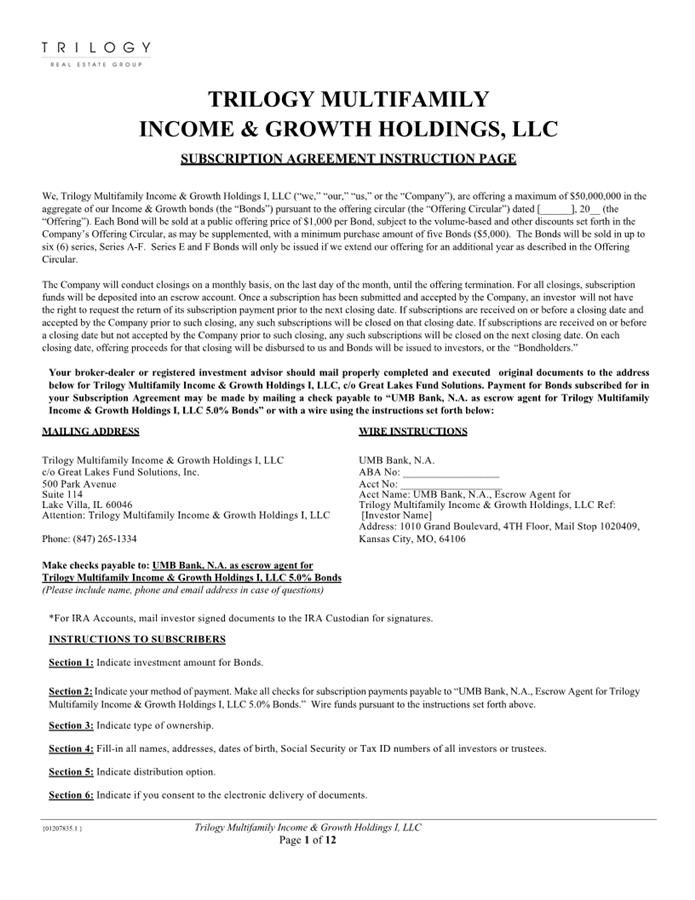 TRILOGY
REAL ESTATE GROUP
TRILOGY MULTIFAMILY
INCOME & GROWTH HOLDINGS, LLC
SUBSCRIPTION AGREEMENT INSTRUCTION PAGE
We, Trilogy Multifamily Income & Growth Holdings I, LLC (“we,” “our,” “us,” or the “Company”), are offering a maximum of $50,000,000 in the
aggregate of our Income & Growth bonds (the “Bonds”) pursuant to the offering circular (the “Offering Circular”) dated [______], 20__ (the
“Offering”). Each Bond will be sold at a public offering price of $1,000 per Bond, subject to the volume-based and other discounts set forth in the
Company’s Offering Circular, as may be supplemented, with a minimum purchase amount of five Bonds ($5,000). The Bonds will be sold in up to
six (6) series, Series A-F. Series E and F Bonds will only be issued if we extend our offering for an additional year as described in the Offering
Circular.
The Company will conduct closings on a monthly basis, on the last day of the month, until the offering termination. For all closings, subscription
funds will be deposited into an escrow account. Once a subscription has been submitted and accepted by the Company, an investor will not have
the right to request the return of its subscription payment prior to the next closing date. If subscriptions are received on or before a closing date and
accepted by the Company prior to such closing, any such subscriptions will be closed on that closing date. If subscriptions are received on or before
a closing date but not accepted by the Company prior to such closing, any such subscriptions will be closed on the next closing date. On each
closing date, offering proceeds for that closing will be disbursed to us and Bonds will be issued to investors, or the “Bondholders.”
Your broker-dealer or registered investment advisor should mail properly completed and executed original documents to the address
below for Trilogy Multifamily Income & Growth Holdings I, LLC, c/o Great Lakes Fund Solutions. Payment for Bonds subscribed for in
your Subscription Agreement may be made by mailing a check payable to “UMB Bank, N.A. as escrow agent for Trilogy Multifamily
Income & Growth Holdings I, LLC 5.0% Bonds” or with a wire using the instructions set forth below:
MAILING ADDRESS
Trilogy Multifamily Income & Growth Holdings I, LLC
c/o Great Lakes Fund Solutions, Inc.
500 Park Avenue
Suite 114
Lake Villa, IL 60046
Attention: Trilogy Multifamily Income & Growth Holdings I, LLC
Phone: (847) 265-1334
WIRE INSTRUCTIONS
UMB Bank, N.A.
ABA No: ___________________
Acct No: ____________________
Acct Name: UMB Bank, N.A., Escrow Agent for
Trilogy Multifamily Income & Growth Holdings, LLC Ref:
[Investor Name]
Address: 1010 Grand Boulevard, 4TH Floor, Mail Stop 1020409,
Kansas City, MO, 64106
Make checks payable to: UMB Bank, N.A. as escrow agent for
Trilogy Multifamily Income & Growth Holdings I, LLC 5.0% Bonds
(Please include name, phone and email address in case of questions)
*For IRA Accounts, mail investor signed documents to the IRA Custodian for signatures.
INSTRUCTIONS TO SUBSCRIBERS
Section 1: Indicate investment amount for Bonds.
Section 2: Indicate your method of payment. Make all checks for subscription payments payable to “UMB Bank, N.A., Escrow Agent for Trilogy
Multifamily Income & Growth Holdings I, LLC 5.0% Bonds.” Wire funds pursuant to the instructions set forth above.
Section 3: Indicate type of ownership.
Section 4: Fill-in all names, addresses, dates of birth, Social Security or Tax ID numbers of all investors or trustees.
Section 5: Indicate distribution option.
Section 6: Indicate if you consent to the electronic delivery of documents.
{01207835.1 }
Trilogy Multifamily Income & Growth Holdings I, LLC
Page 1 of 12